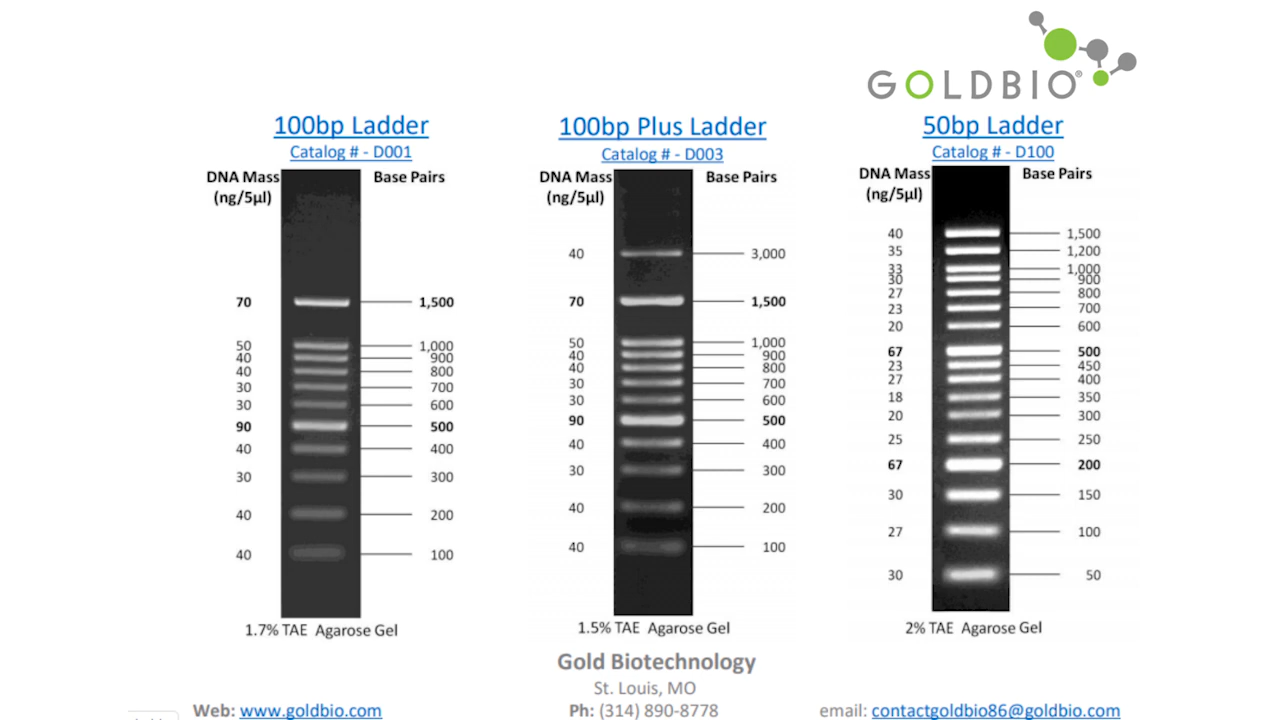 GOLDBIO®
100bp Ladder
Catalog # - D001
DNA Mass
(ng/5µl)
Base Pairs
70 1,500
50 1,000
40 900
40 800
30 700
30 600
90 500
40 400
30 300
40 200
40 100
1.7% TAE Agarose Gel
100bp Plus Ladder
Catalog # - D003
DNA Mass
(ng/5µl)
Base Pairs
40 3,000
70 1,500
50 1,000
40 900
40 800
30 700
30 600
90 500
40 400
30 300
40 200
40 100
1.5% TAE Agarose Gel
50bp Ladder
Catalog # - D100
DNA Mass
(ng/5µl)
Base Pairs
40 1,500
35 1,200
33 1,000
30 900
27 800
23 700
20 600
67 500
23 450
27 400
18 350
20 300
25 250
67 200
30 150
27 100
30 50
2% TAE Agarose Gel
Gold Biotechnology
St. Louis, MO
Web: www.goldbio.com
Ph: (314) 890-8778
email: contactgoldbio86@goldbio.com